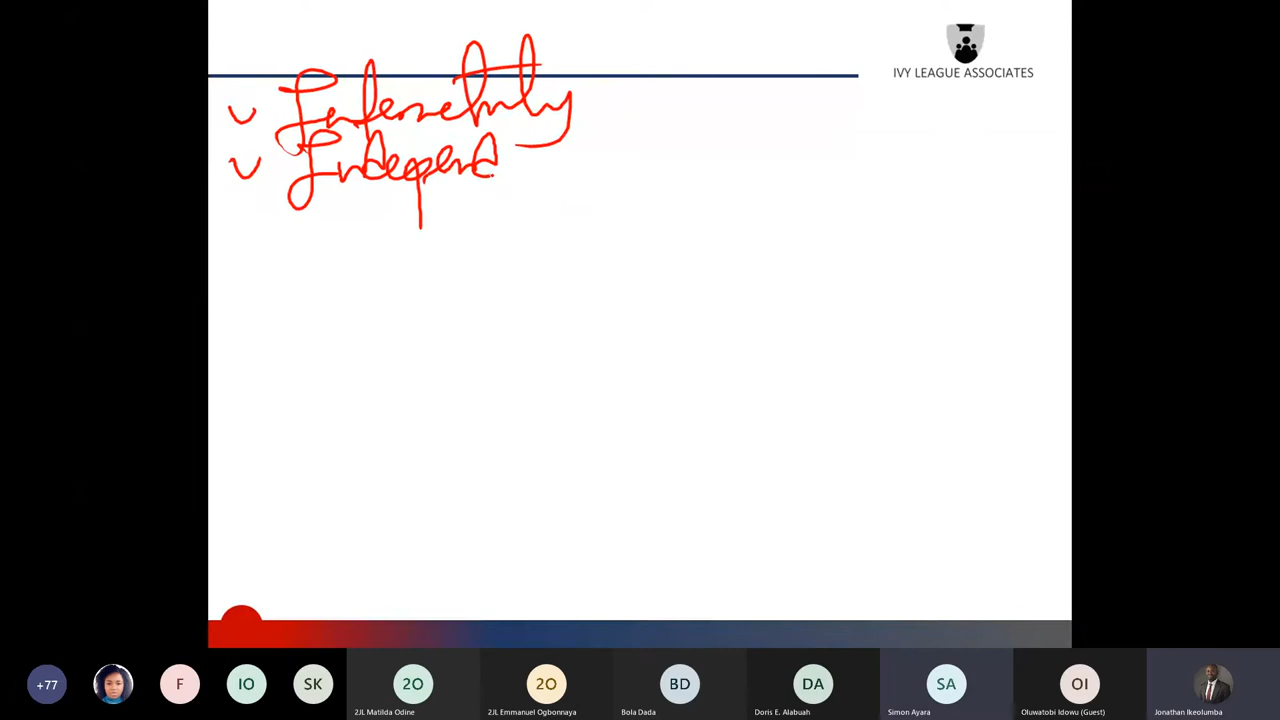 IVY LEAGUE ASSOCIATES
Independ
+77
F
IO
SK
2O
2JL Matilda Odine
2O
2JL Emmanuel Ogbonnaya
BD
Bola Dada
DA
Doris E. Alabuah
SA
Simon Ayara
OI
Oluwatobi Idowu (Guest)
Jonathan Ikeolumba